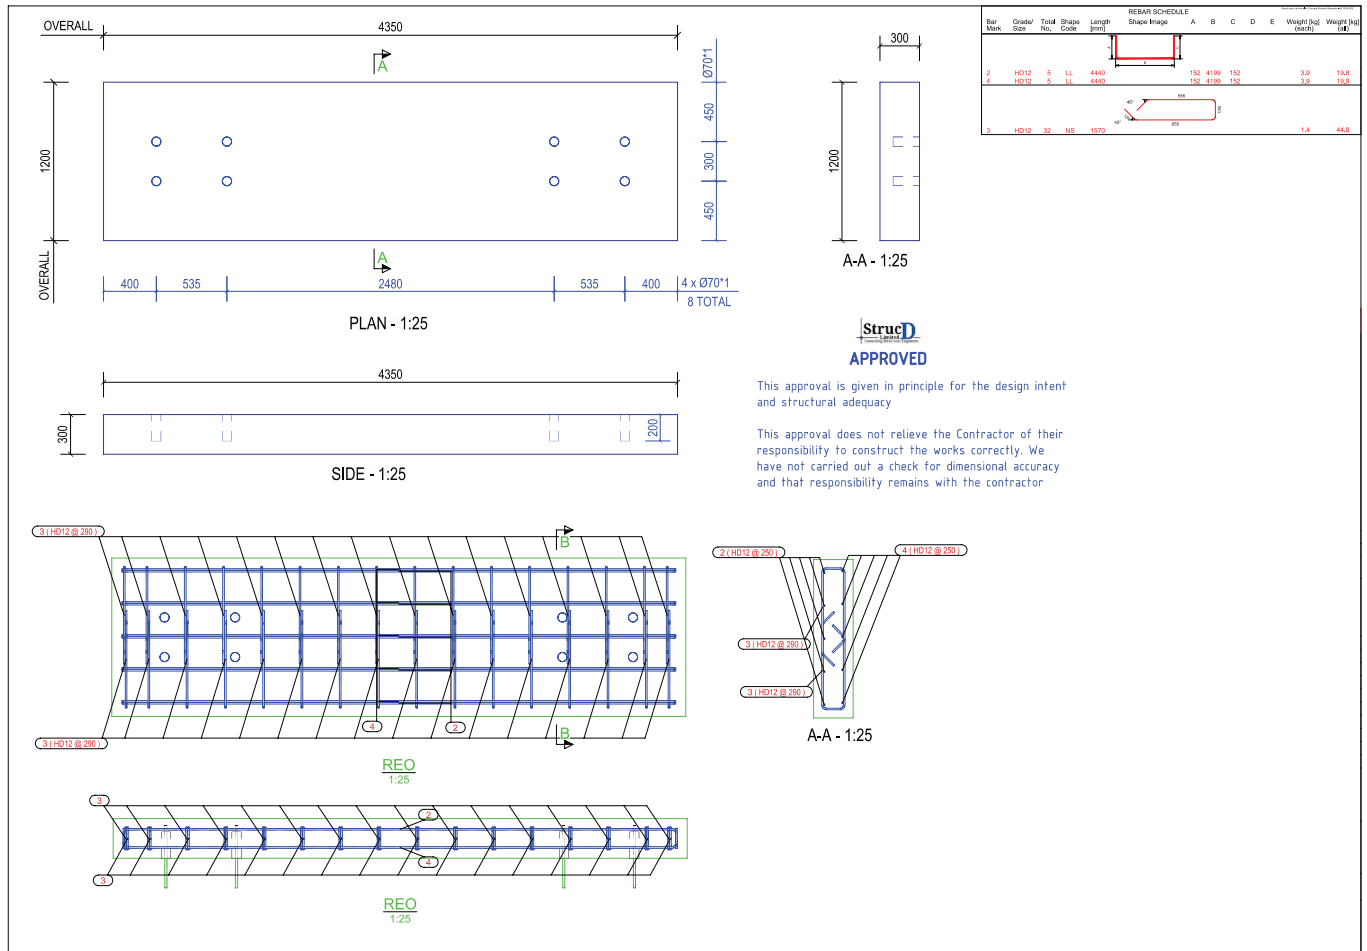 OVERALL
4350
A
1200
OVERALL
Ø70*1
450
300
450
A
400
535
2480
535
400
4 x Ø70*1
8 TOTAL
PLAN - 1:25
300
1200
A-A - 1:25
REBAR SCHEDULE
Bar Mark Grade/ Size Total No. Shape Code Length [mm] Shape Image A B C D E Weight [kg] (each) Weight [kg] (all)
2 HD12 5 LL 4440 152 4199 152 3.9 19.8
4 HD12 5 LL 4440 152 4199 152 3.9 19.8
45°
555
655
3 HD12 32 NS 1570 1.4 44.8
StrucD
Limited
APPROVED
This approval is given in principle for the design intent
and structural adequacy
This approval does not relieve the Contractor of their
responsibility to construct the works correctly. We
have not carried out a check for dimensional accuracy
and that responsibility remains with the contractor
4350
300
200
SIDE - 1:25
3 ( HD12 @ 290 )
B
3 ( HD12 @ 290 )
4
2
B
REO
1:25
2 ( HD12 @ 250 )
4 ( HD12 @ 250 )
3 ( HD12 @ 290 )
3 ( HD12 @ 290 )
A-A - 1:25
3
2
4
3
REO
1:25